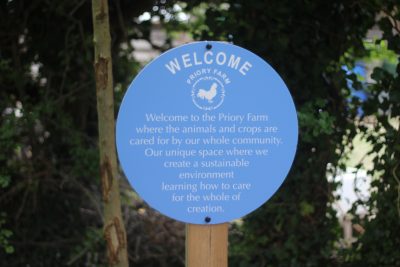 WELCOME
PRIORY FARM
Welcome to the Priory Farm
where the animals and crops are
cared for by our whole community.
Our unique space where we
create a sustainable
environment
learning how to care
for the whole of
creation.